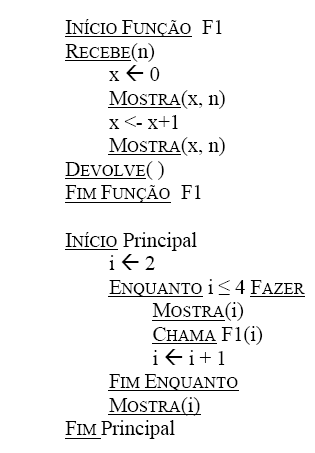 INÍCIO FUNÇÃO F1
RECEBE(n)
x ← 0
MOSTRA(x, n)
x <- x+1
MOSTRA(x, n)
DEVOLVE( )
FIM FUNÇÃO F1
INÍCIO Principal
i ← 2
ENQUANTO i ≤ 4 FAZER
MOSTRA(i)
CHAMA F1(i)
i ← i + 1
FIM ENQUANTO
MOSTRA(i)
FIM Principal